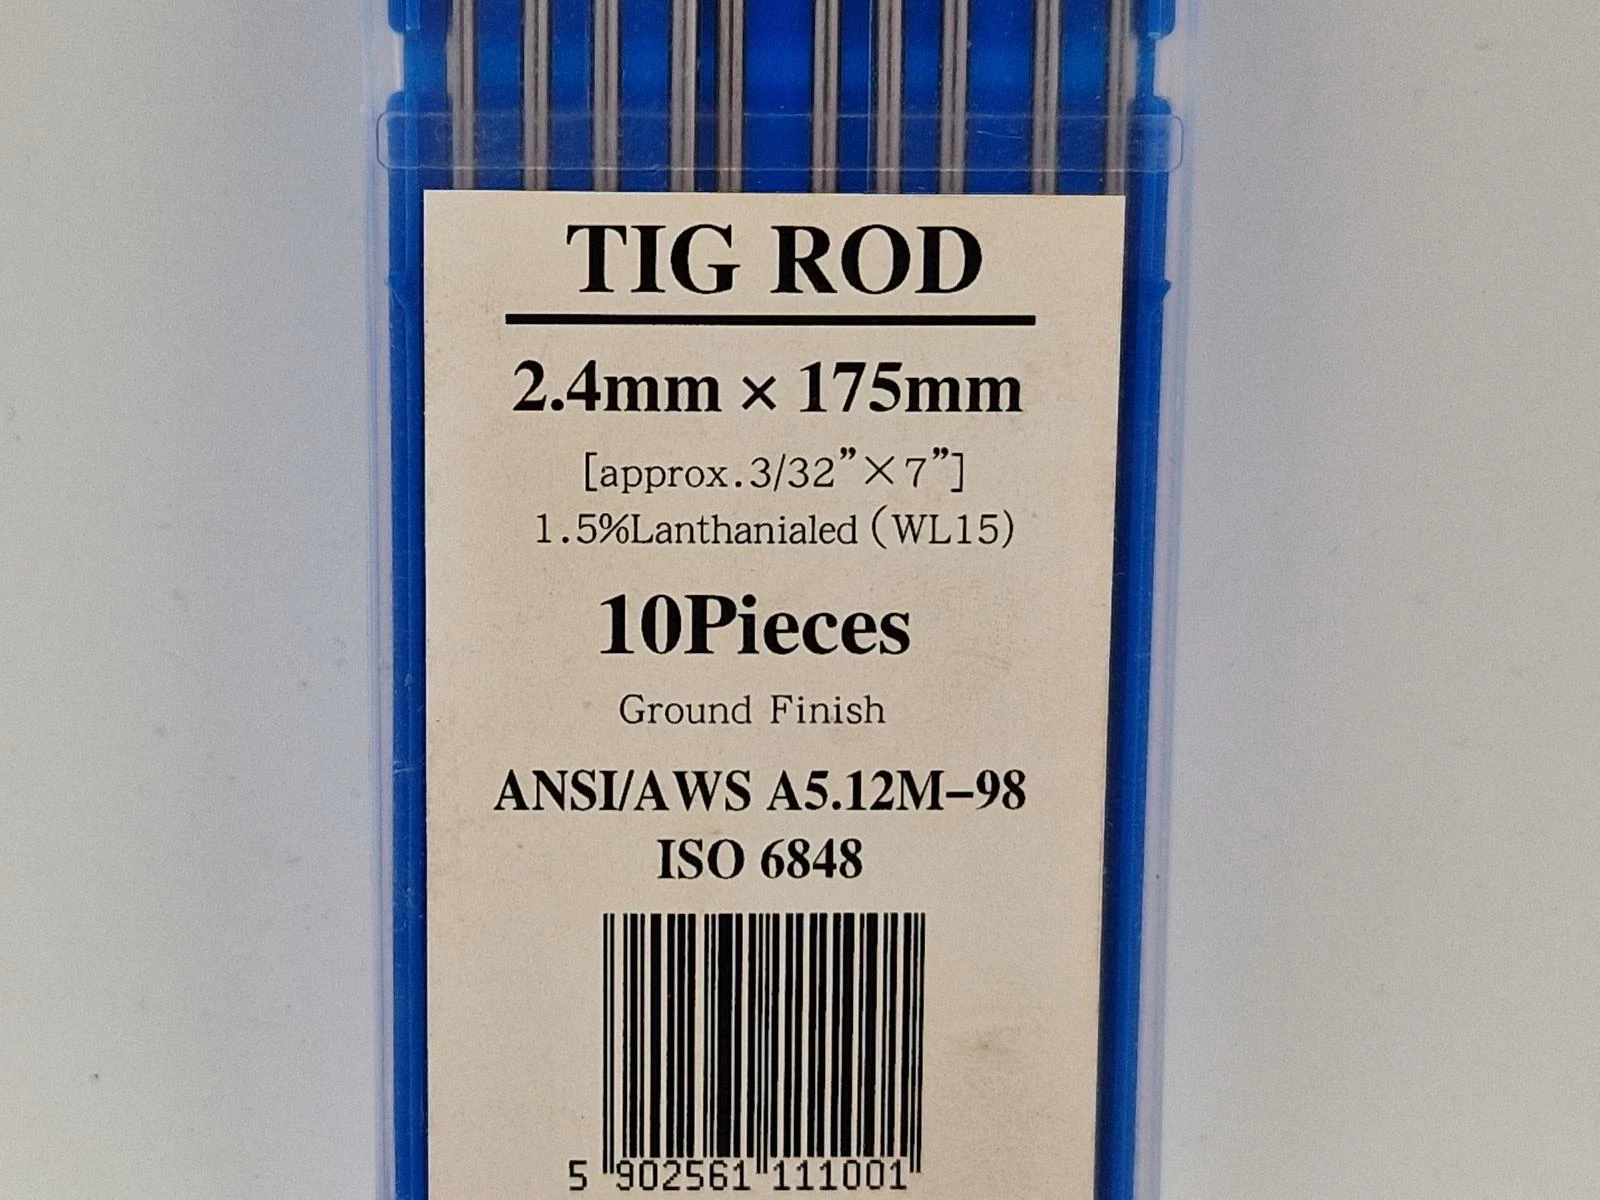 TIG ROD
2.4mm × 175mm
[approx.3/32”×7”]
1.5%Lanthanialed (WL15)
10Pieces
Ground Finish
ANSI/AWS A5.12M–98
ISO 6848
5 902561 111001